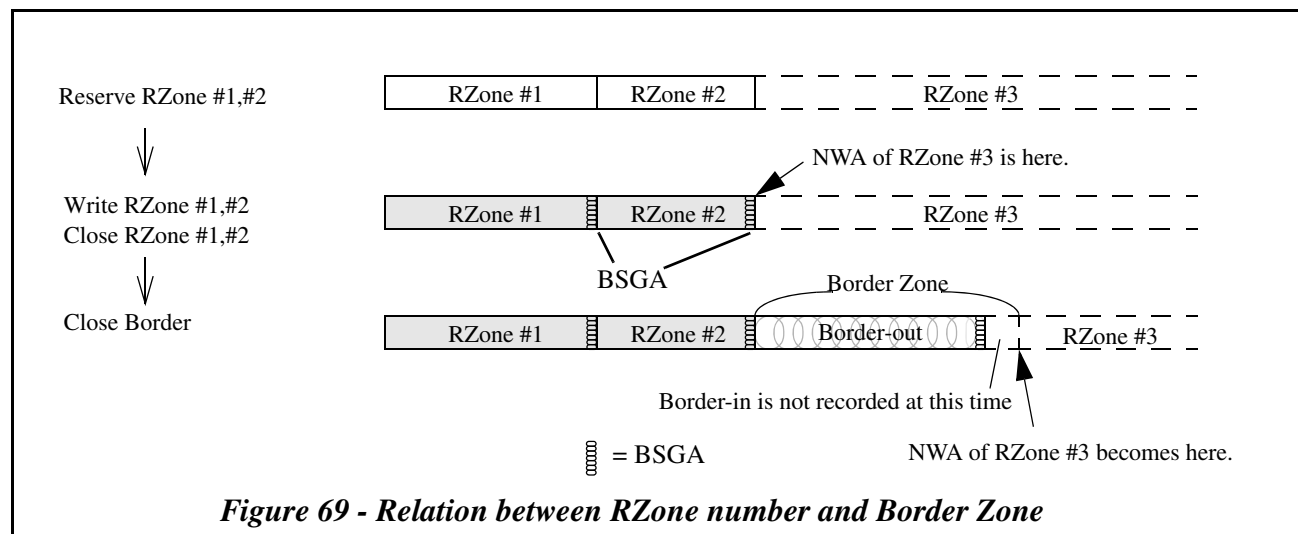 Reserve RZone #1,#2
RZone #1
RZone #2
RZone #3
NWA of RZone #3 is here.
Write RZone #1,#2
Close RZone #1,#2
RZone #1
RZone #2
RZone #3
BSGA
Border Zone
Close Border
RZone #1
RZone #2
Border-out
RZone #3
Border-in is not recorded at this time
= BSGA
NWA of RZone #3 becomes here.
Figure 69 - Relation between RZone number and Border Zone